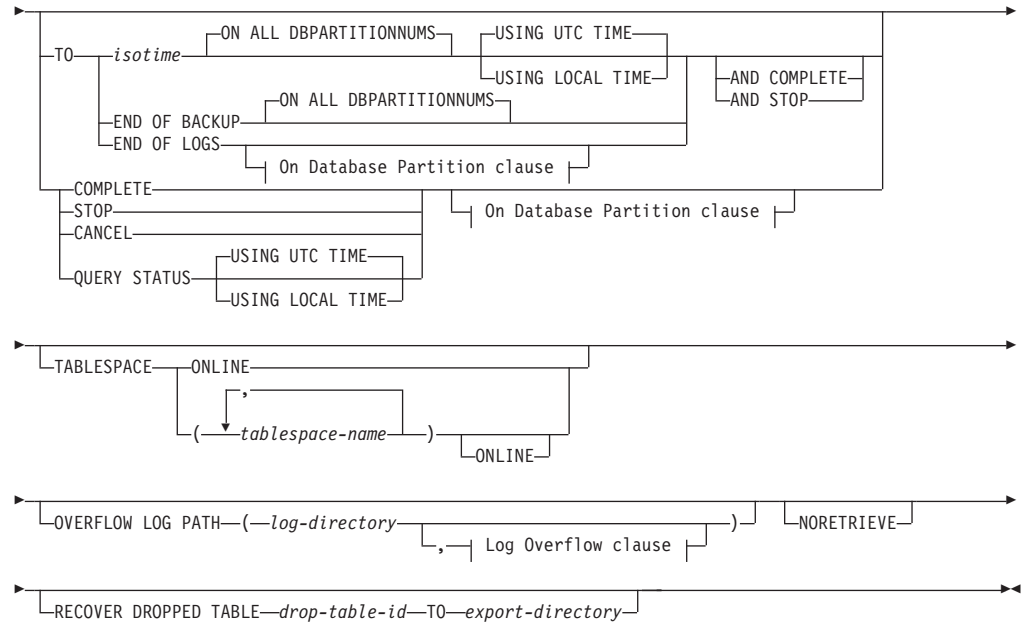 ON ALL DBPARTITIONNUMS USING UTC TIME
TO isotime
USING LOCAL TIME AND COMPLETE
ON ALL DBPARTITIONNUMS AND STOP
END OF BACKUP
END OF LOGS
On Database Partition clause
COMPLETE
STOP On Database Partition clause
CANCEL
USING UTC TIME
QUERY STATUS
USING LOCAL TIME
TABLESPACE ONLINE
,
( tablespace-name )
ONLINE
OVERFLOW LOG PATH ( log-directory ) NORETRIEVE
, Log Overflow clause
RECOVER DROPPED TABLE drop-table-id TO export-directory